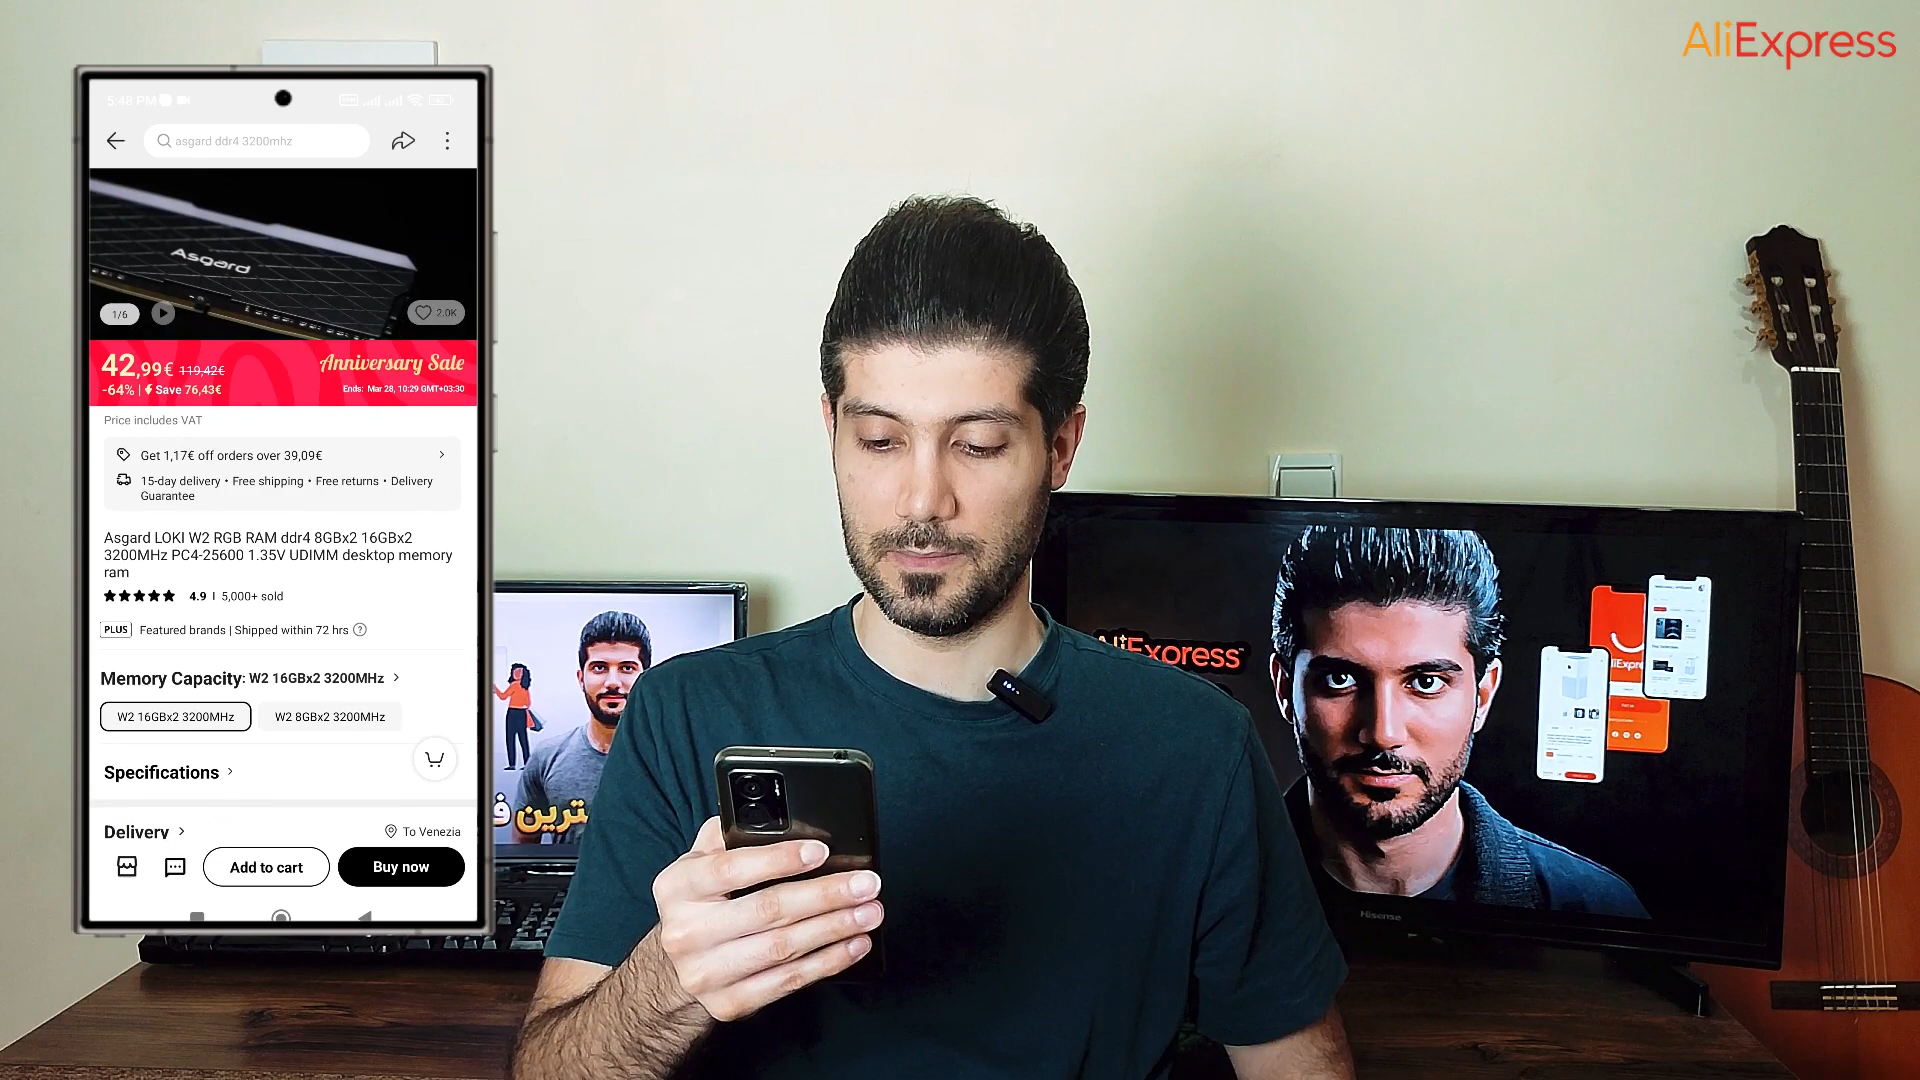 AliExpress
5:48 PM
asgard ddr4 3200mhz
Asgard
1/6
2.0K
42,99€ 119,42€
-64% | Save 76,43€
Anniversary Sale
Ends: Mar 28, 10:29 GMT+03:30
Price includes VAT
Get 1,17€ off orders over 39,09€
15-day delivery • Free shipping • Free returns • Delivery
Guarantee
Asgard LOKI W2 RGB RAM ddr4 8GBx2 16GBx2
3200MHz PC4-25600 1.35V UDIMM desktop memory
ram
4.9 | 5,000+ sold
PLUS Featured brands | Shipped within 72 hrs ?
Memory Capacity: W2 16GBx2 3200MHz >
W2 16GBx2 3200MHz
W2 8GBx2 3200MHz
Specifications >
Delivery >
To Venezia
Add to cart
Buy now
AliExpress
Hisense